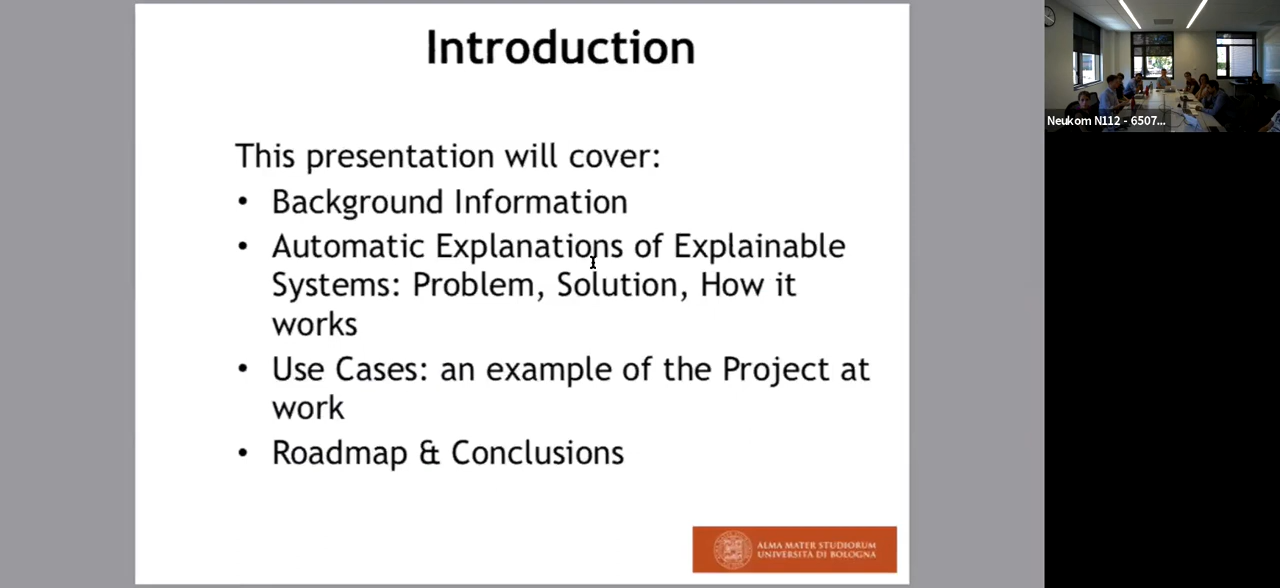 Introduction
This presentation will cover:
• Background Information
• Automatic Explanations of Explainable
Systems: Problem, Solution, How it
works
• Use Cases: an example of the Project at
work
• Roadmap & Conclusions
ALMA MATER STUDIORUM
UNIVERSITÀ DI BOLOGNA
Neukom N112 - 6507...